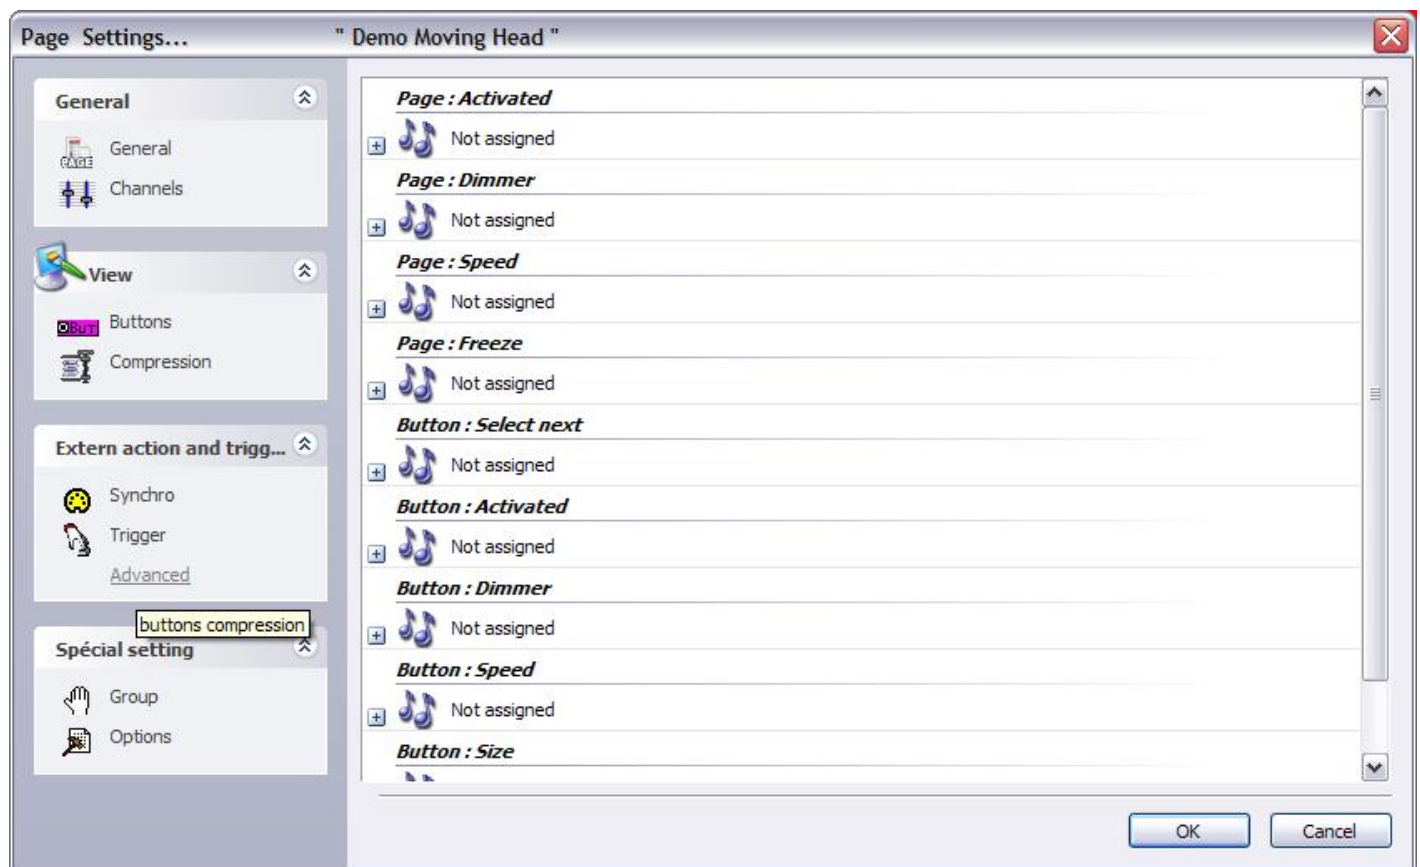 Page Settings... " Demo Moving Head "
General
General
Channels
View
Buttons
Compression
Extern action and trigg...
Synchro
Trigger
Advanced
buttons compression
Spécial setting
Group
Options
Page : Activated
Not assigned
Page : Dimmer
Not assigned
Page : Speed
Not assigned
Page : Freeze
Not assigned
Button : Select next
Not assigned
Button : Activated
Not assigned
Button : Dimmer
Not assigned
Button : Speed
Not assigned
Button : Size
OK Cancel